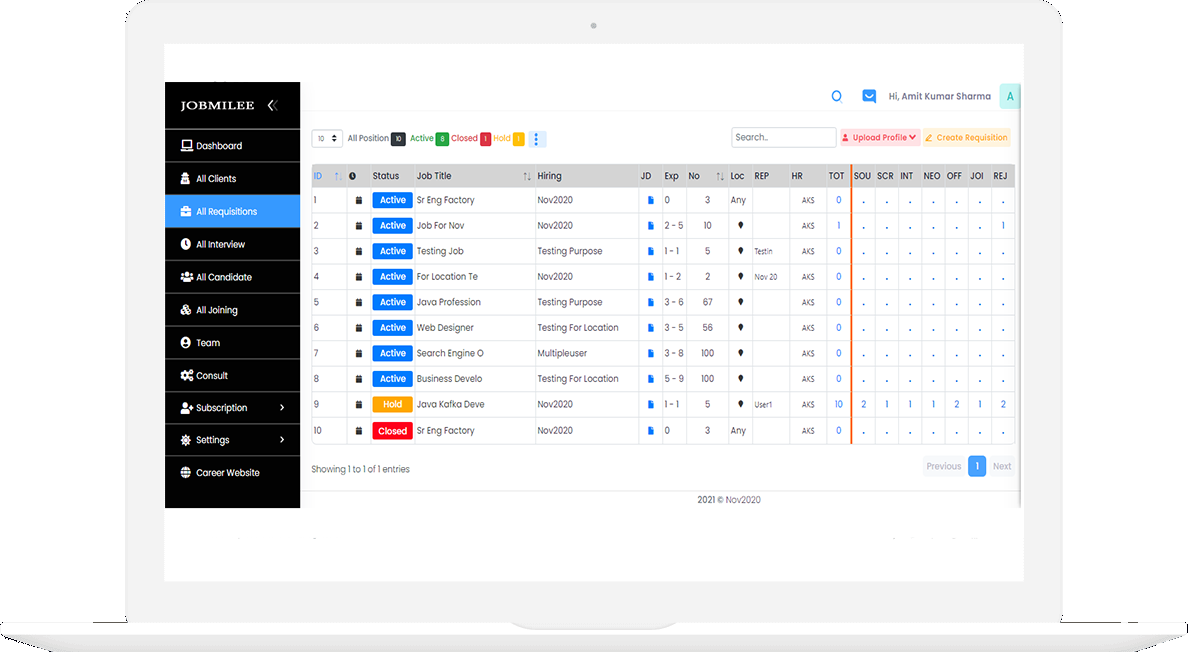 JOBMILEE
Hi, Amit Kumar Sharma A
Dashboard
All Clients
All Requisitions
All Interview
All Candidate
All Joining
Team
Consult
Subscription
Settings
Career Website
10 All Position 10 Active 8 Closed 1 Hold 1 Search.. Upload Profile Create Requisition
ID Status Job Title Hiring JD Exp No Loc REP HR TOT SOU SCR INT NEO OFF JOI REJ
1 Active Sr Eng Factory Nov2020 0 3 Any AKS 0 . . . . . . .
2 Active Job For Nov Nov2020 2 - 5 10 AKS 1 . . . . . . 1
3 Active Testing Job Testing Purpose 1 - 1 5 Testin AKS 0 . . . . . . .
4 Active For Location Te Nov2020 1 - 2 2 Nov 20 AKS 0 . . . . . . .
5 Active Java Profession Testing Purpose 3 - 6 67 AKS 0 . . . . . . .
6 Active Web Designer Testing For Location 3 - 5 56 AKS 0 . . . . . . .
7 Active Search Engine O Multipleuser 3 - 8 100 AKS 0 . . . . . . .
8 Active Business Develo Testing For Location 5 - 9 100 AKS 0 . . . . . . .
9 Hold Java Kafka Deve Nov2020 1 - 1 5 User1 AKS 10 2 1 1 1 2 1 2
10 Closed Sr Eng Factory Nov2020 0 3 Any AKS 0 . . . . . . .
Showing 1 to 1 of 1 entries
Previous 1 Next
2021 © Nov2020